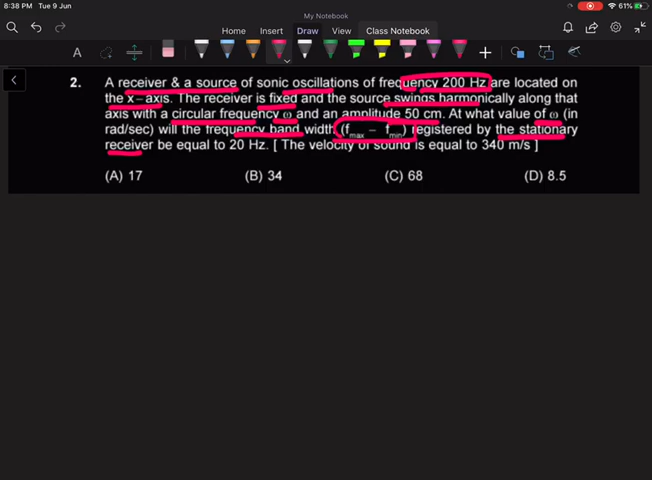 8:38 PM Tue 9 Jun
61%
My Notebook
Home Insert Draw View Class Notebook
A
2. A receiver & a source of sonic oscillations of frequency 200 Hz are located on
the x – axis. The receiver is fixed and the source swings harmonically along that
axis with a circular frequency ω and an amplitude 50 cm. At what value of ω (in
rad/sec) will the frequency band width (fmax – fmin) registered by the stationary
receiver be equal to 20 Hz. [ The velocity of sound is equal to 340 m/s ]
(A) 17 (B) 34 (C) 68 (D) 8.5